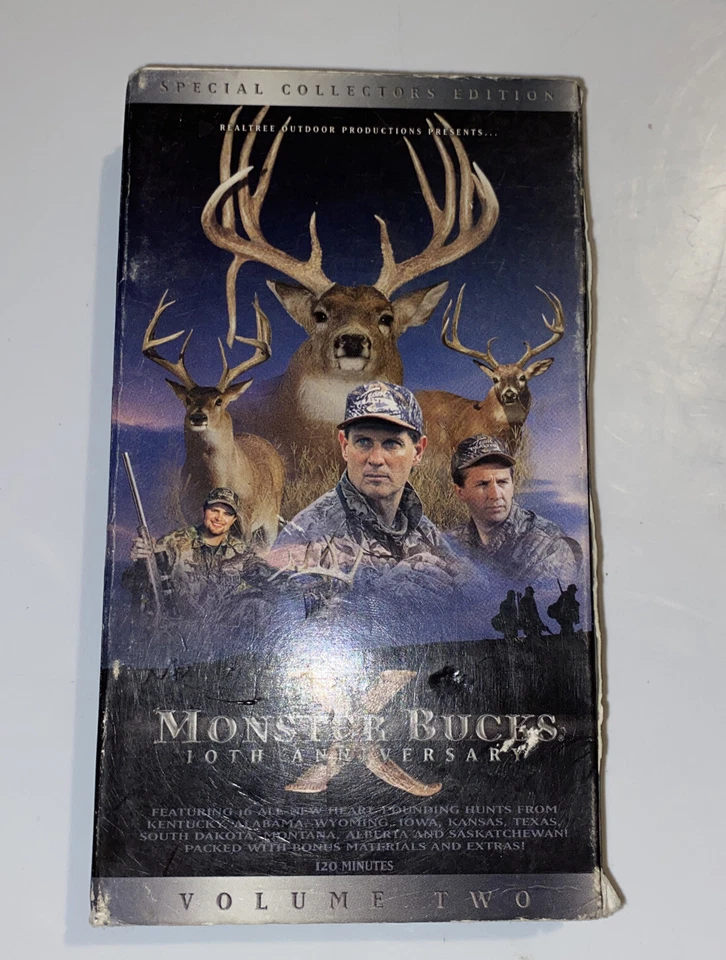 SPECIAL COLLECTORS EDITION
REALTREE OUTDOOR PRODUCTIONS PRESENTS...
X
MONSTER BUCKS
10TH ANNIVERSARY
FEATURING 16 ALL NEW HEART POUNDING HUNTS FROM
KENTUCKY, ALABAMA, WYOMING, IOWA, KANSAS, TEXAS,
SOUTH DAKOTA, MONTANA, ALBERTA AND SASKATCHEWAN!
PACKED WITH BONUS MATERIALS AND EXTRAS!
120 MINUTES
VOLUME TWO